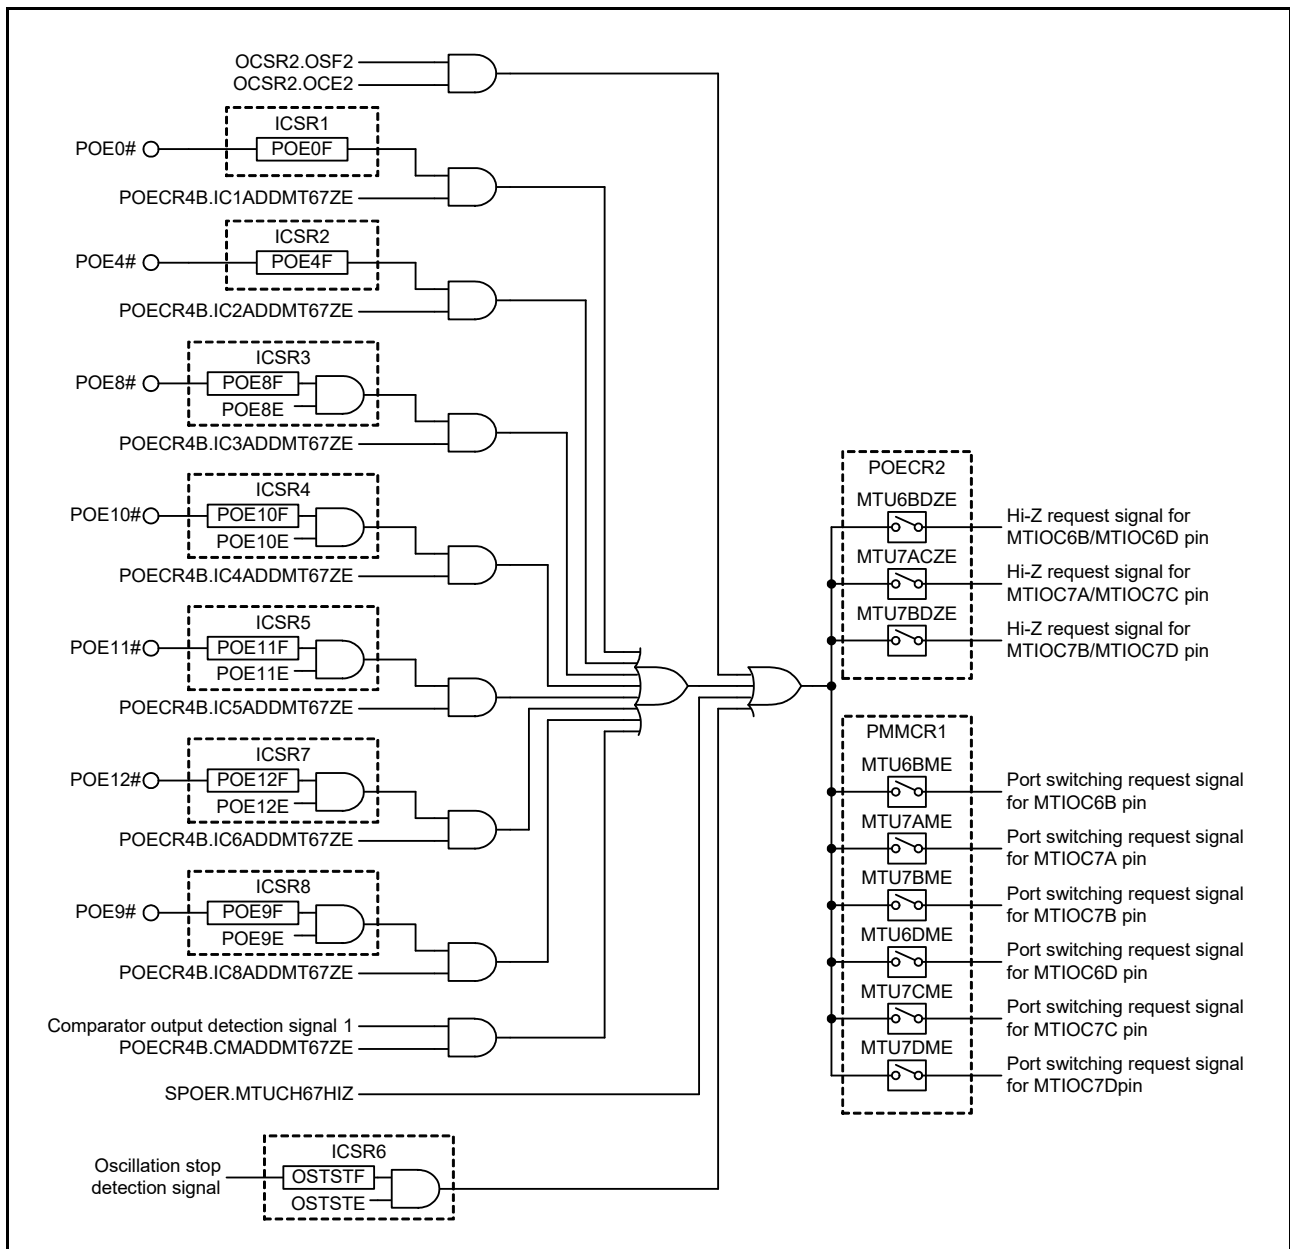 OCSR2.OSF2
OCSR2.OCE2
ICSR1
POE0#
POE0F
POECR4B.IC1ADDMT67ZE
ICSR2
POE4#
POE4F
POECR4B.IC2ADDMT67ZE
ICSR3
POE8#
POE8F
POE8E
POECR4B.IC3ADDMT67ZE
ICSR4
POE10#
POE10F
POE10E
POECR4B.IC4ADDMT67ZE
ICSR5
POE11#
POE11F
POE11E
POECR4B.IC5ADDMT67ZE
ICSR7
POE12#
POE12F
POE12E
POECR4B.IC6ADDMT67ZE
ICSR8
POE9#
POE9F
POE9E
POECR4B.IC8ADDMT67ZE
Comparator output detection signal 1
POECR4B.CMADDMT67ZE
SPOER.MTUCH67HIZ
ICSR6
Oscillation stop
detection signal
OSTSTF
OSTSTE
POECR2
MTU6BDZE
Hi-Z request signal for
MTIOC6B/MTIOC6D pin
MTU7ACZE
Hi-Z request signal for
MTIOC7A/MTIOC7C pin
MTU7BDZE
Hi-Z request signal for
MTIOC7B/MTIOC7D pin
PMMCR1
MTU6BME
Port switching request signal
for MTIOC6B pin
MTU7AME
Port switching request signal
for MTIOC7A pin
MTU7BME
Port switching request signal
for MTIOC7B pin
MTU6DME
Port switching request signal
for MTIOC6D pin
MTU7CME
Port switching request signal
for MTIOC7C pin
MTU7DME
Port switching request signal
for MTIOC7Dpin